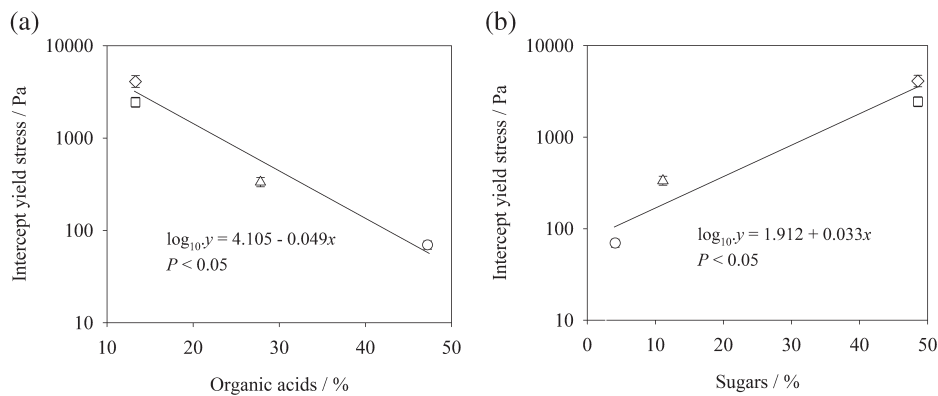 (a)
10000
1000
100
10
10 20 30 40 50
Intercept yield stress / Pa
Organic acids / %
log₁₀y = 4.105 - 0.049x
P < 0.05
(b)
10000
1000
100
10
0 10 20 30 40 50
Intercept yield stress / Pa
Sugars / %
log₁₀y = 1.912 + 0.033x
P < 0.05